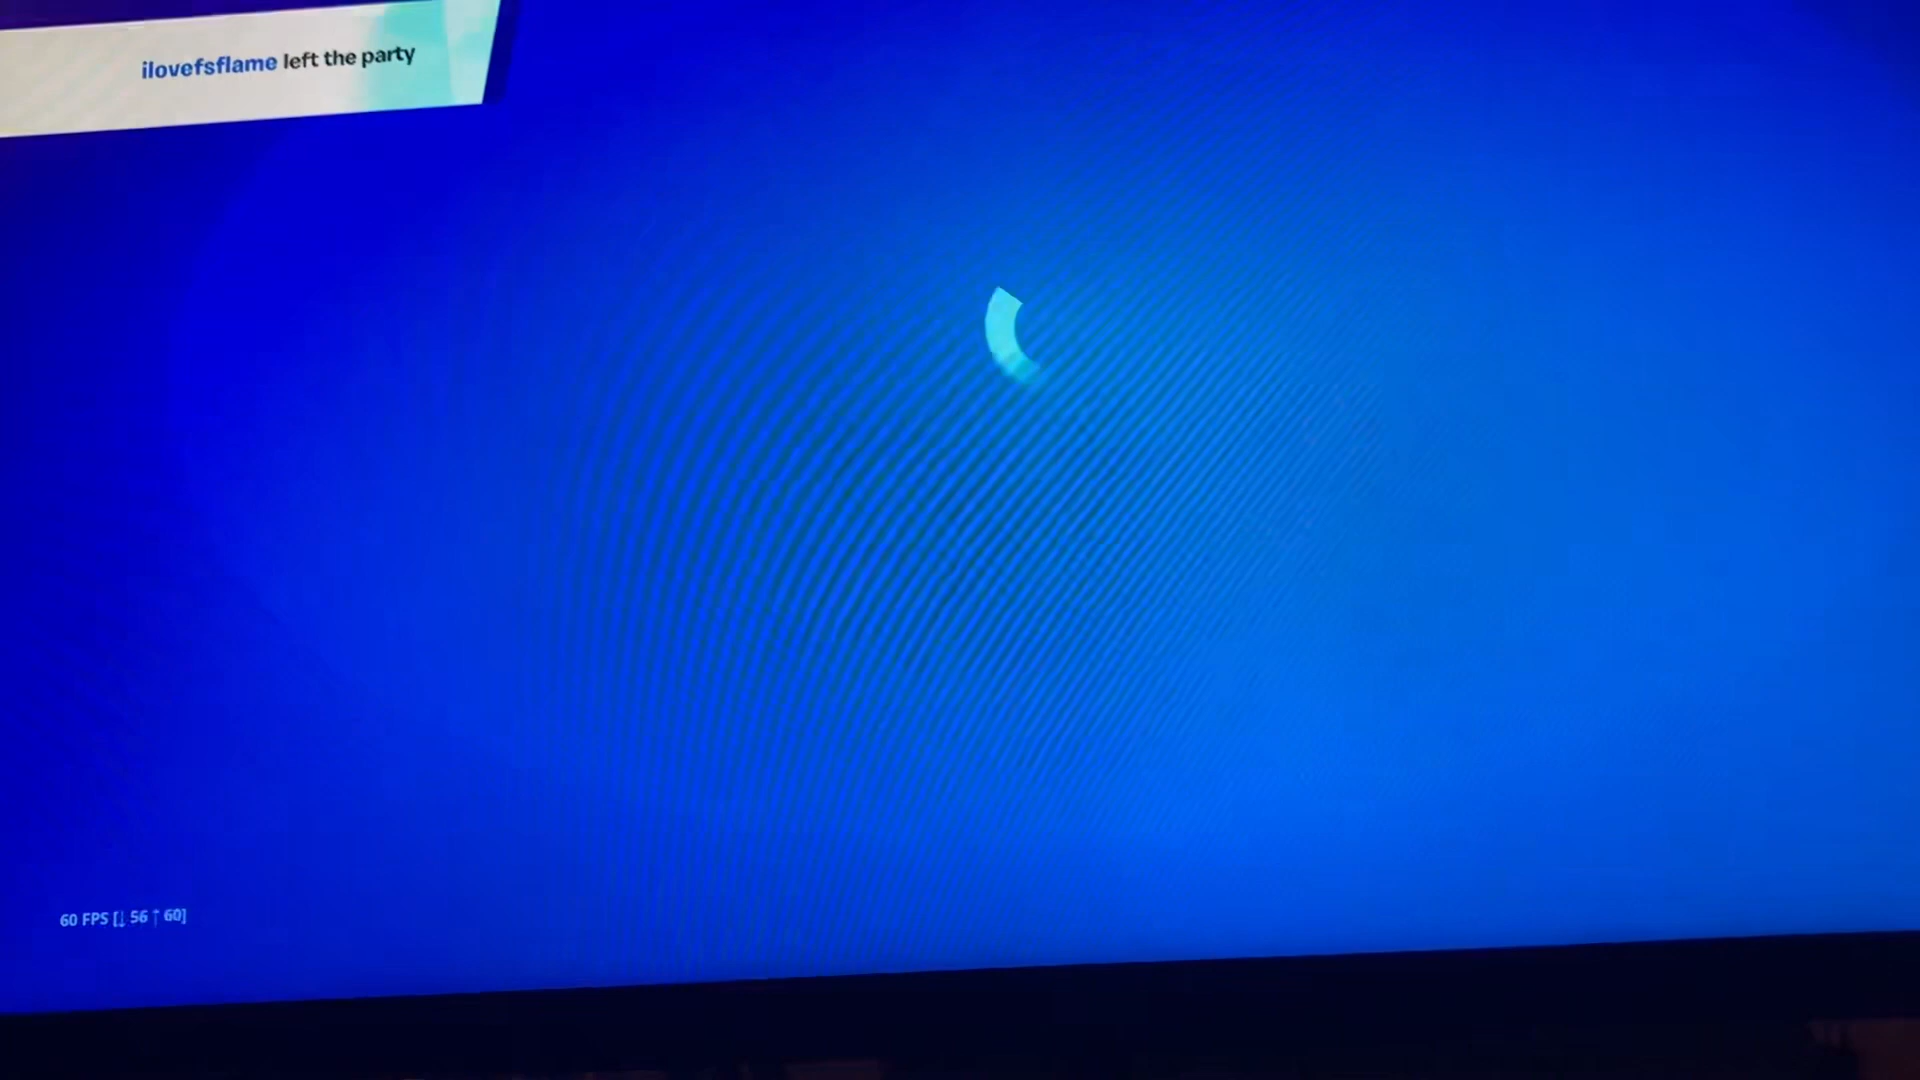 ilovefsflame left the party
60 FPS [↓ 56 ↑ 60]